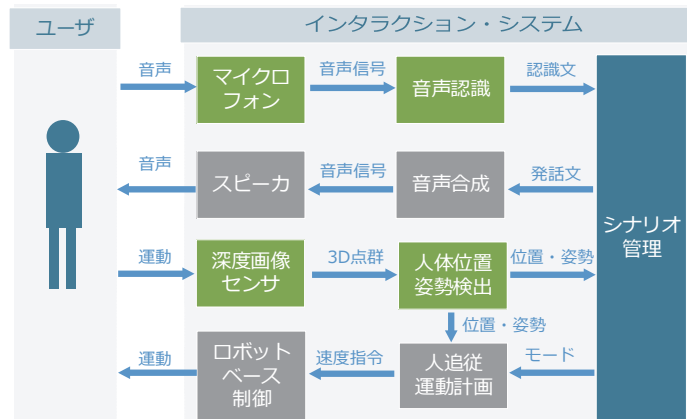 ユーザ
インタラクション・システム
音声
マイクロ
フォン
音声信号
音声認識
認識文
音声
スピーカ
音声信号
音声合成
発話文
シナリオ
管理
運動
深度画像
センサ
3D点群
人体位置
姿勢検出
位置・姿勢
位置・姿勢
運動
ロボット
ベース
制御
速度指令
人追従
運動計画
モード